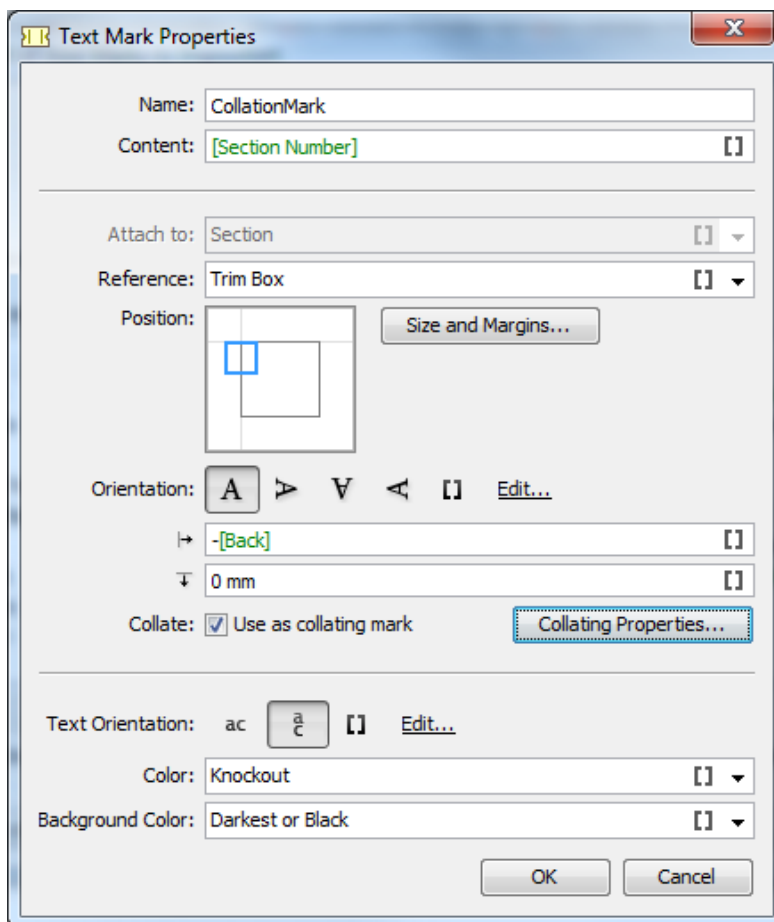 Text Mark Properties
Name: CollationMark
Content: [Section Number] []
Attach to: Section []
Reference: Trim Box []
Position: Size and Margins...
Orientation: A A A A [] Edit...
-[Back] []
0 mm []
Collate: Use as collating mark Collating Properties...
Text Orientation: ac a c [] Edit...
Color: Knockout []
Background Color: Darkest or Black []
OK Cancel